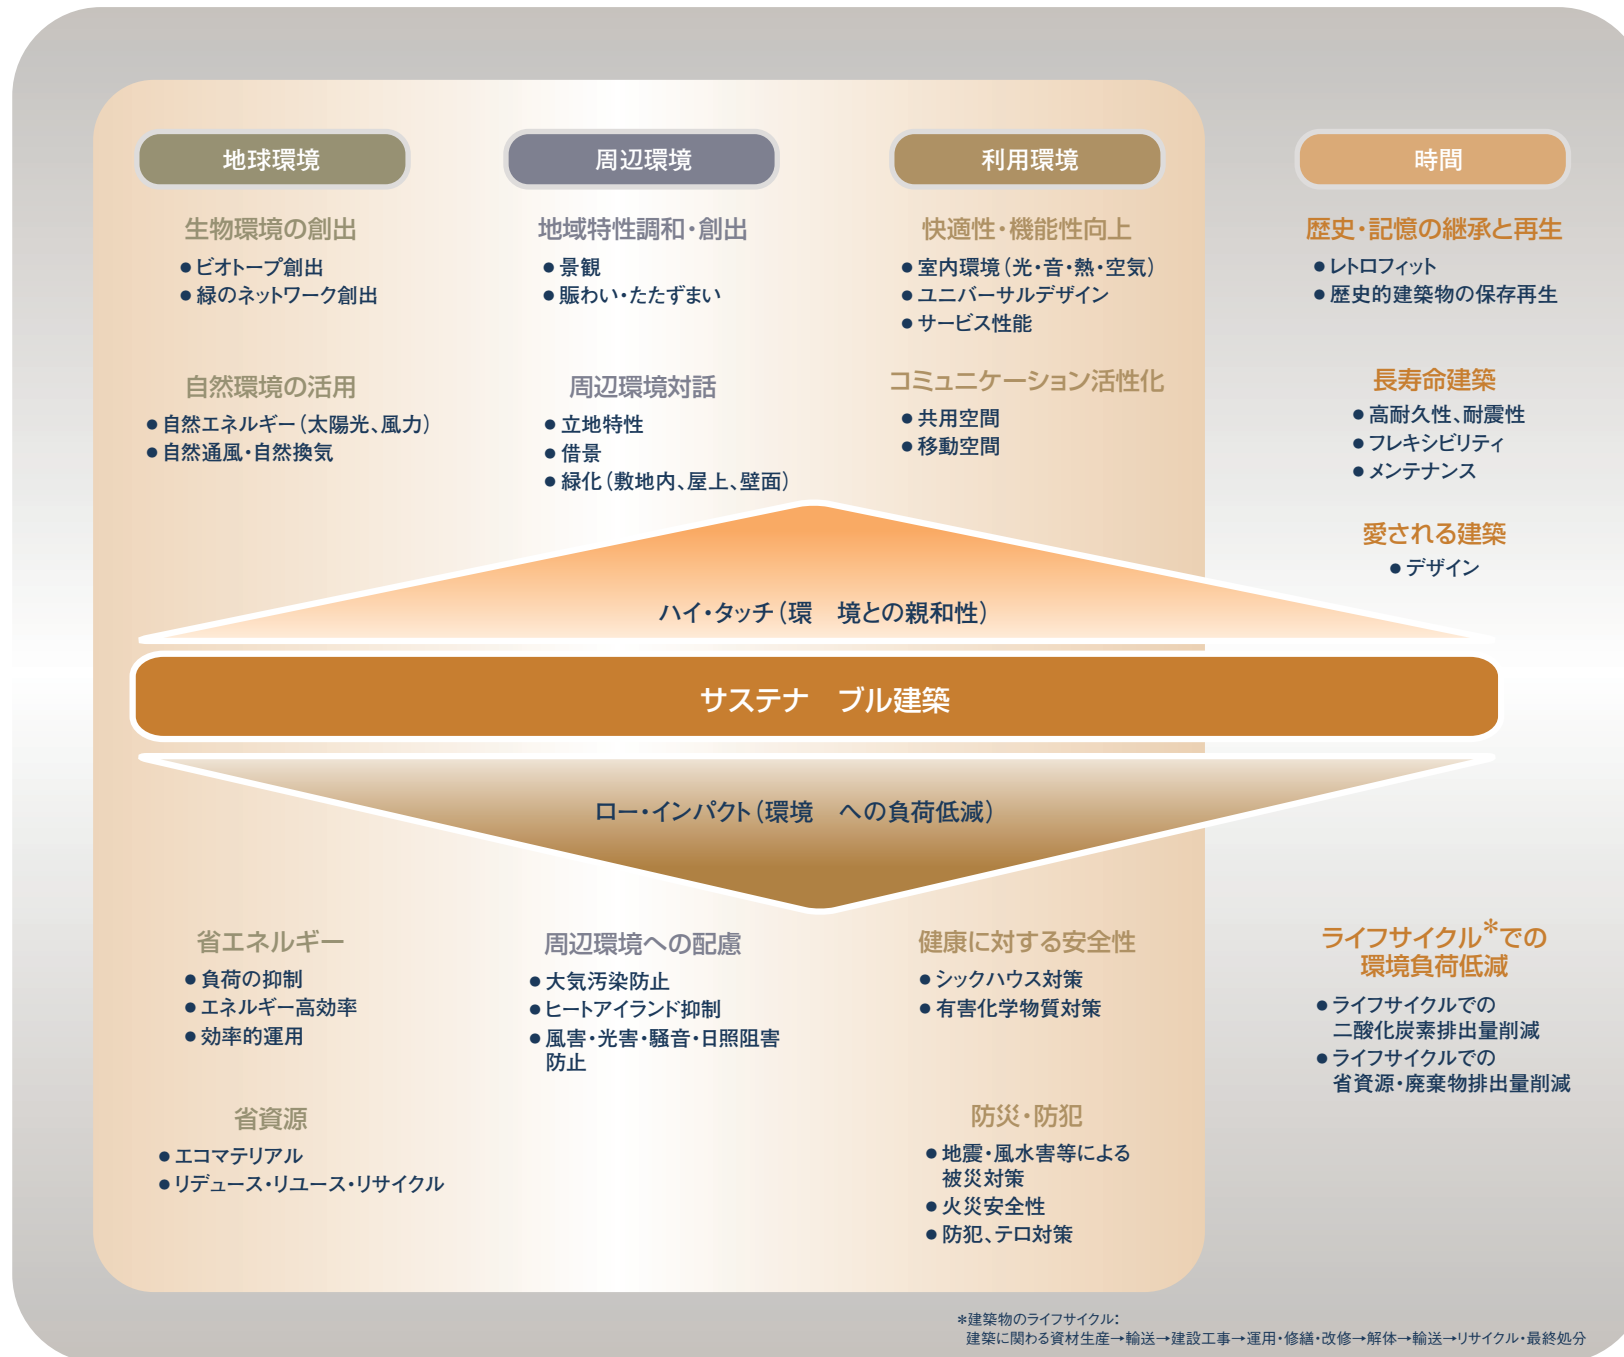 地球環境
生物環境の創出
●ビオトープ創出
●緑のネットワーク創出
自然環境の活用
●自然エネルギー(太陽光、風力)
●自然通風・自然換気
周辺環境
地域特性調和・創出
●景観
●賑わい・たたずまい
周辺環境対話
●立地特性
●借景
●緑化(敷地内、屋上、壁面)
利用環境
快適性・機能性向上
●室内環境(光・音・熱・空気)
●ユニバーサルデザイン
●サービス性能
コミュニケーション活性化
●共用空間
●移動空間
時間
歴史・記憶の継承と再生
●レトロフィット
●歴史的建築物の保存再生
長寿命建築
●高耐久性、耐震性
●フレキシビリティ
●メンテナンス
愛される建築
●デザイン
ハイ・タッチ(環　境との親和性)
サステナ　ブル建築
ロー・インパクト(環境　への負荷低減)
省エネルギー
●負荷の抑制
●エネルギー高効率
●効率的運用
省資源
●エコマテリアル
●リデュース・リユース・リサイクル
周辺環境への配慮
●大気汚染防止
●ヒートアイランド抑制
●風害・光害・騒音・日照阻害
防止
健康に対する安全性
●シックハウス対策
●有害化学物質対策
防災・防犯
●地震・風水害等による
被災対策
●火災安全性
●防犯、テロ対策
ライフサイクル*での
環境負荷低減
●ライフサイクルでの
二酸化炭素排出量削減
●ライフサイクルでの
省資源・廃棄物排出量削減
*建築物のライフサイクル:
建築に関わる資材生産→輸送→建設工事→運用・修繕・改修→解体→輸送→リサイクル・最終処分